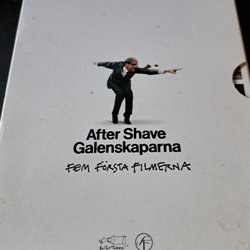 After Shave
Galenskaparna
FEM FÖRSTA FILMERNA